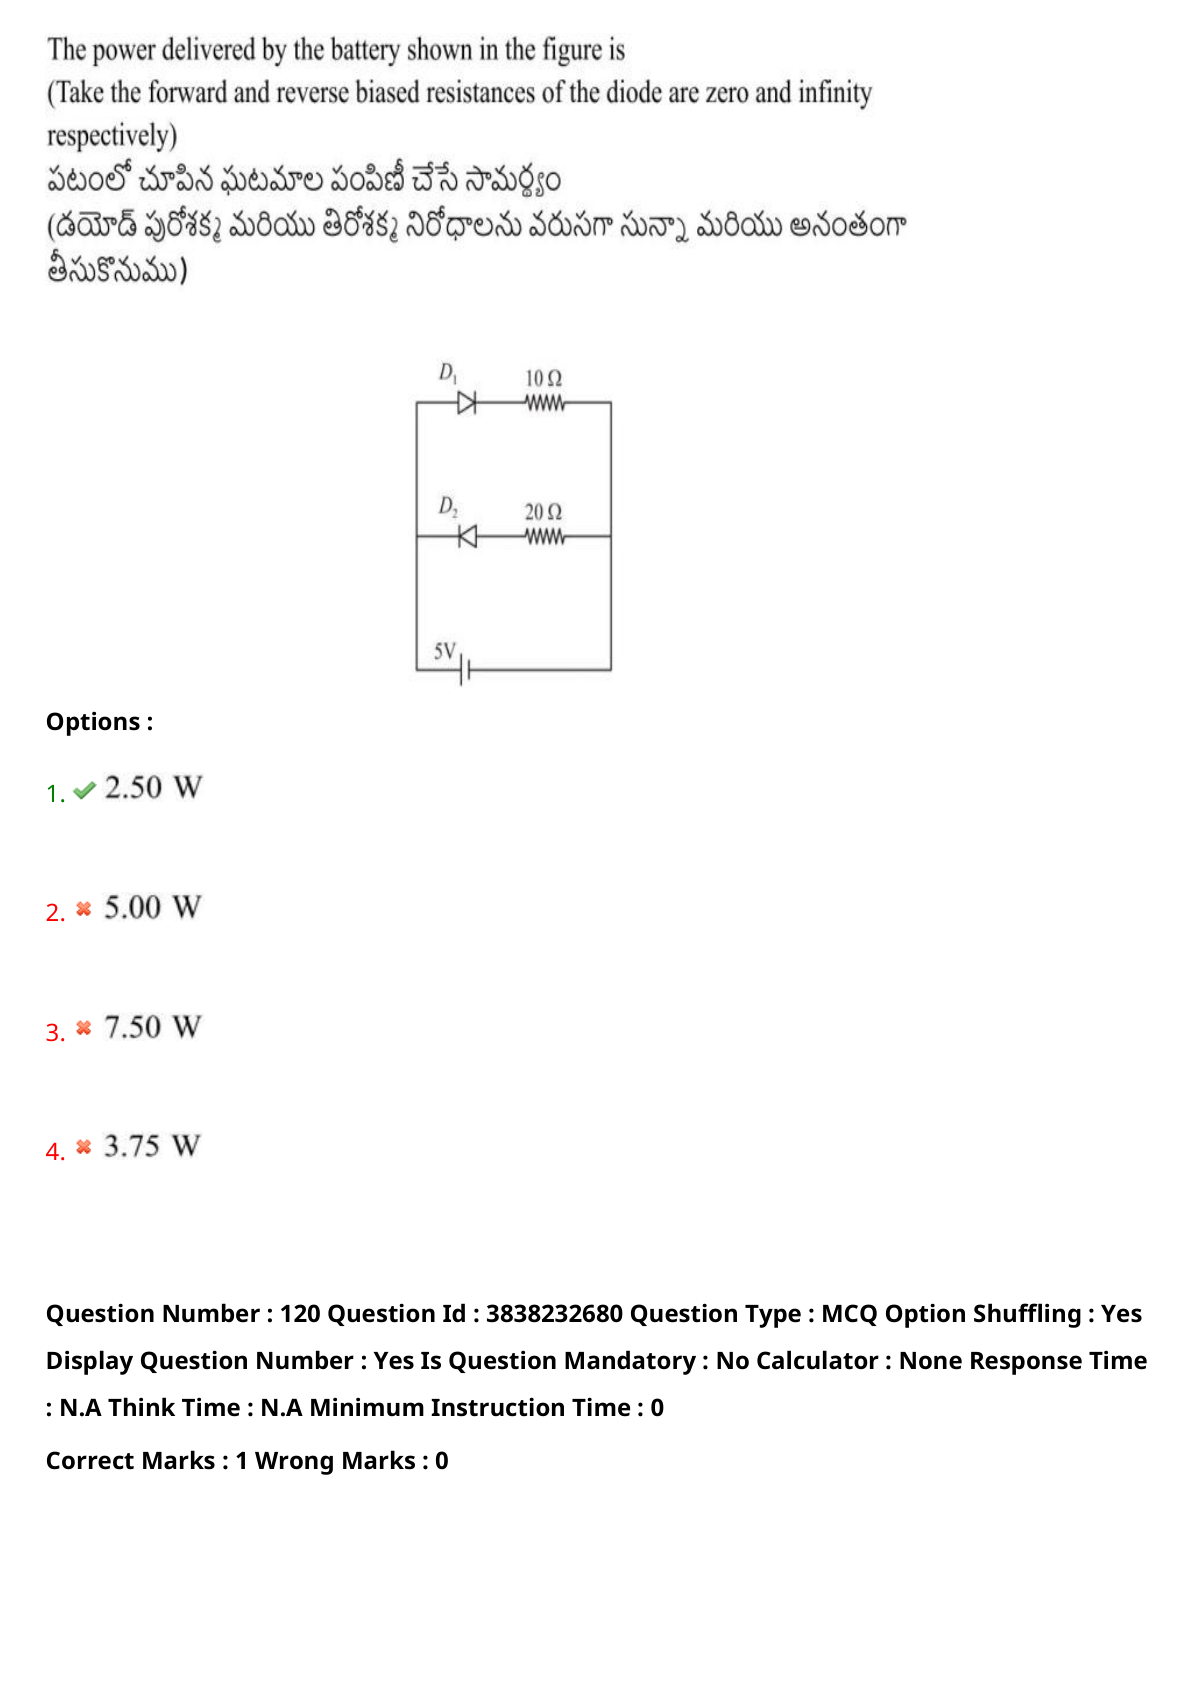 The power delivered by the battery shown in the figure is
(Take the forward and reverse biased resistances of the diode are zero and infinity
respectively)
పటంలో చూపిన ఘటమాల పంపిణీ చేసే సామర్థ్యం
(డయోడ్ పురోశక్మ మరియు తిరోశక్మ నిరోధాలను వరుసగా సున్నా మరియు అనంతంగా
తీసుకొనుము)
D₁
10 Ω
D₂
20 Ω
5V
Options :
1. 2.50 W
2. 5.00 W
3. 7.50 W
4. 3.75 W
Question Number : 120 Question Id : 3838232680 Question Type : MCQ Option Shuffling : Yes
Display Question Number : Yes Is Question Mandatory : No Calculator : None Response Time
: N.A Think Time : N.A Minimum Instruction Time : 0
Correct Marks : 1 Wrong Marks : 0